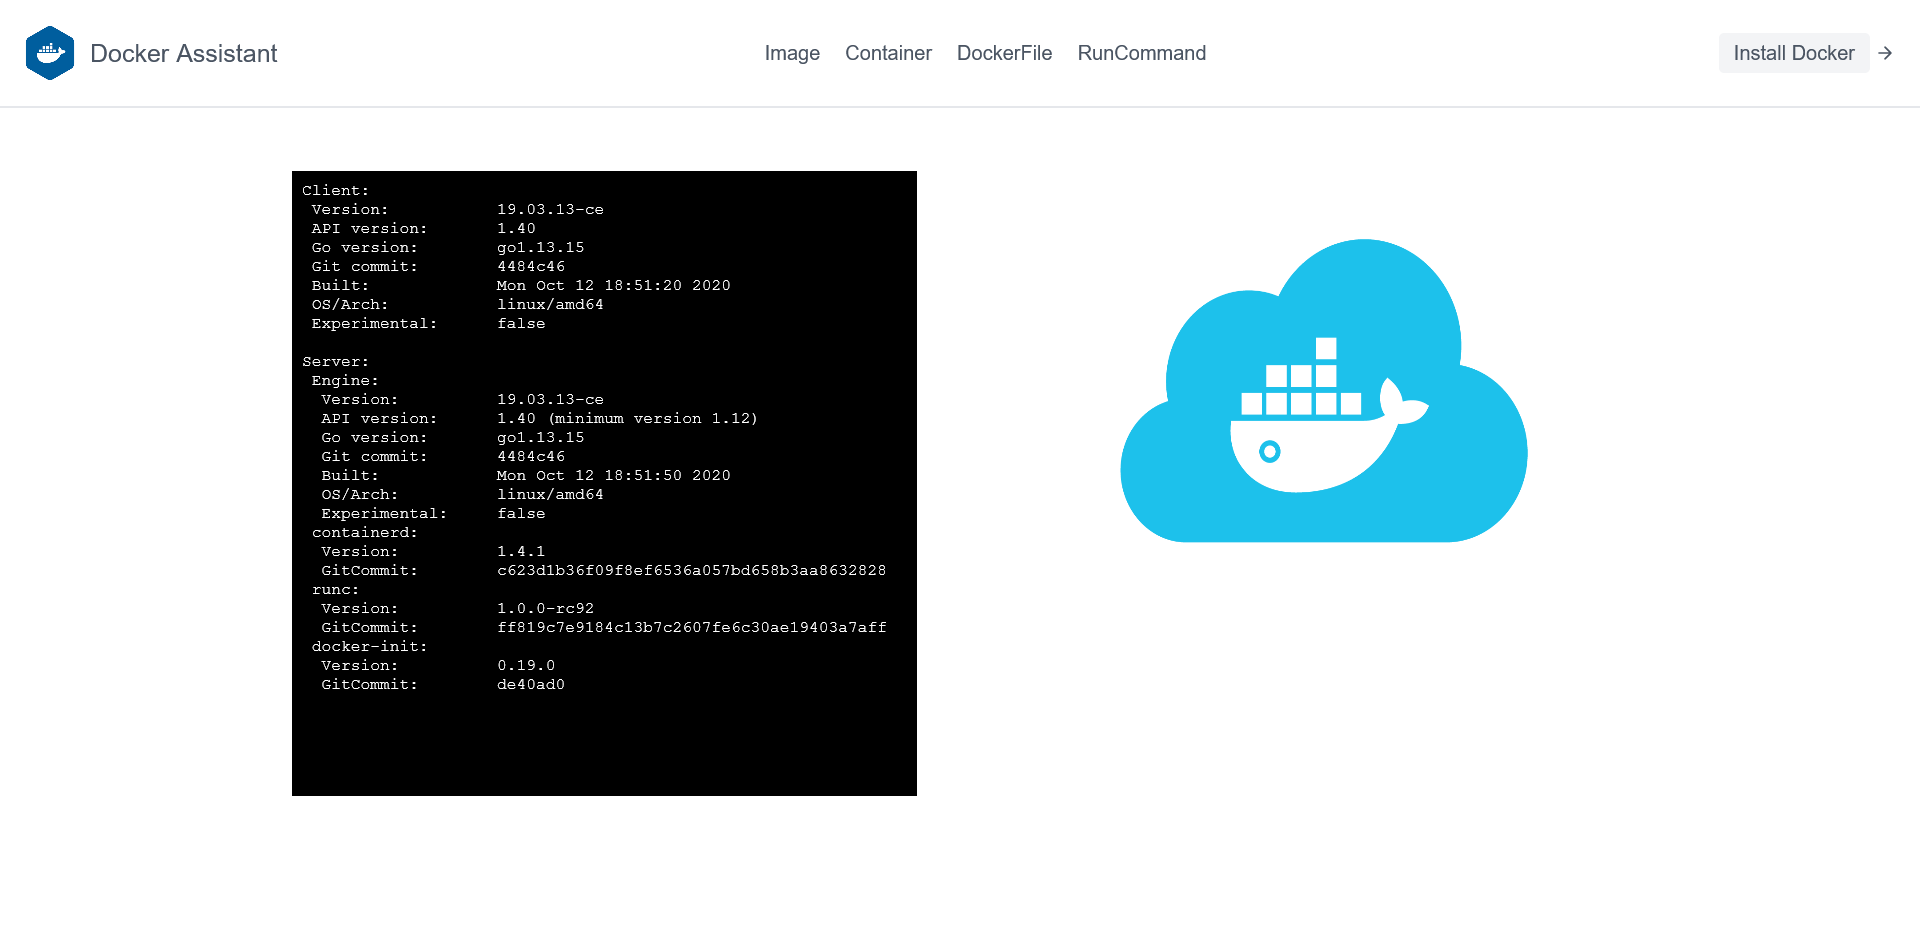 Docker Assistant
Image Container DockerFile RunCommand
Install Docker →
Client:
Version: 19.03.13-ce
API version: 1.40
Go version: go1.13.15
Git commit: 4484c46
Built: Mon Oct 12 18:51:20 2020
OS/Arch: linux/amd64
Experimental: false
Server:
Engine:
Version: 19.03.13-ce
API version: 1.40 (minimum version 1.12)
Go version: go1.13.15
Git commit: 4484c46
Built: Mon Oct 12 18:51:50 2020
OS/Arch: linux/amd64
Experimental: false
containerd:
Version: 1.4.1
GitCommit: c623d1b36f09f8ef6536a057bd658b3aa8632828
runc:
Version: 1.0.0-rc92
GitCommit: ff819c7e9184c13b7c2607fe6c30ae19403a7aff
docker-init:
Version: 0.19.0
GitCommit: de40ad0